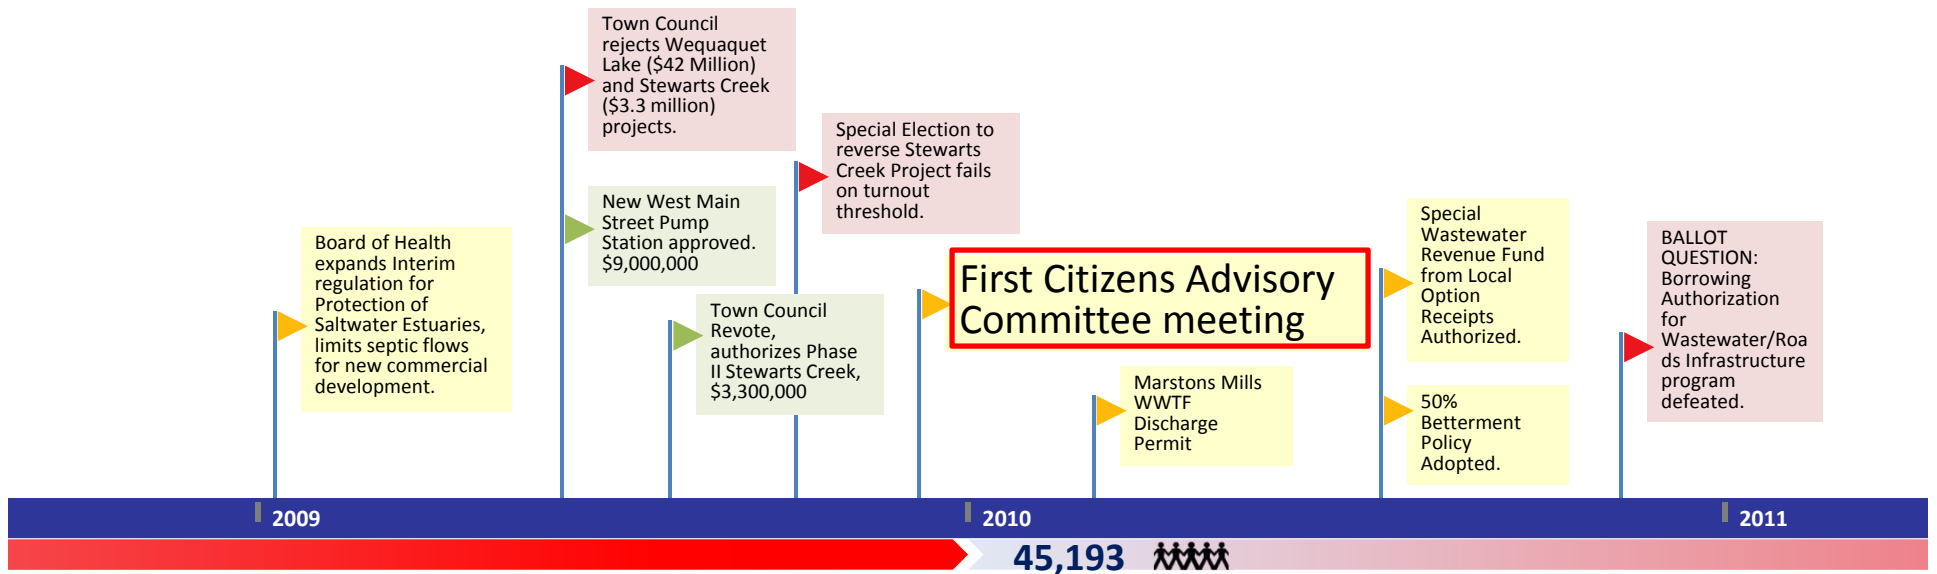 Town Council
rejects Wequaquet
Lake ($42 Million)
and Stewarts Creek
($3.3 million)
projects.
Special Election to
reverse Stewarts
Creek Project fails
on turnout
threshold.
New West Main
Street Pump
Station approved.
$9,000,000
Board of Health
expands Interim
regulation for
Protection of
Saltwater Estuaries,
limits septic flows
for new commercial
development.
Town Council
Revote,
authorizes Phase
II Stewarts Creek,
$3,300,000
First Citizens Advisory
Committee meeting
Marstons Mills
WWTF
Discharge
Permit
Special
Wastewater
Revenue Fund
from Local
Option
Receipts
Authorized.
50%
Betterment
Policy
Adopted.
BALLOT
QUESTION:
Borrowing
Authorization
for
Wastewater/Roa
ds Infrastructure
program
defeated.
2009
2010
2011
45,193